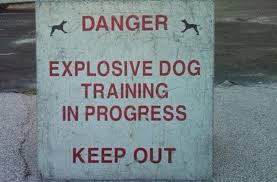 DANGER
EXPLOSIVE DOG
TRAINING
IN PROGRESS
KEEP OUT